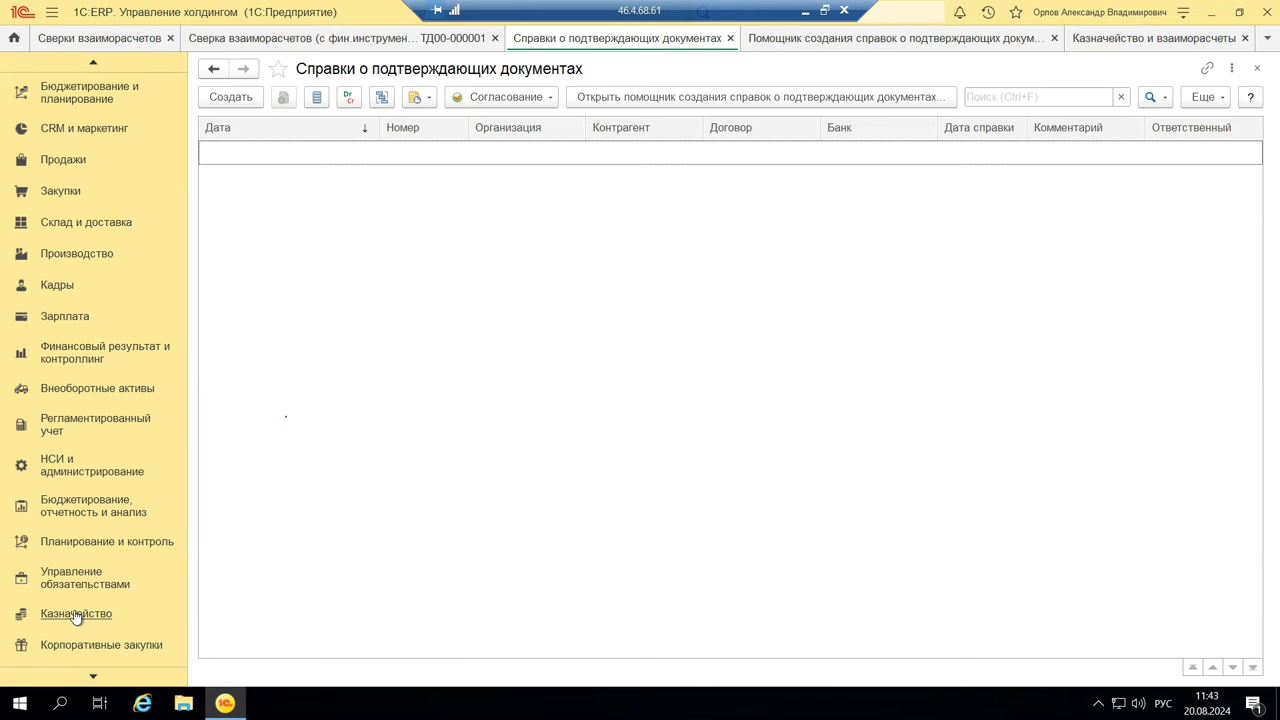 1С:ERP. Управление холдингом (1С:Предприятие)
46.4.68.61
Орлов Александр Владимирович
Сверки взаиморасчетов
Сверка взаиморасчетов (с фин.инструмен... ТД00-000001
Справки о подтверждающих документах
Помощник создания справок о подтверждающих докум...
Казначейство и взаиморасчеты
Справки о подтверждающих документах
Создать
Dr
Cr
Согласование
Открыть помощник создания справок о подтверждающих документах...
Поиск (Ctrl+F)
Еще
?
Дата
Номер
Организация
Контрагент
Договор
Банк
Дата справки
Комментарий
Ответственный
Бюджетирование и
планирование
CRM и маркетинг
Продажи
Закупки
Склад и доставка
Производство
Кадры
Зарплата
Финансовый результат и
контроллинг
Внеоборотные активы
Регламентированный
учет
НСИ и
администрирование
Бюджетирование,
отчетность и анализ
Планирование и контроль
Управление
обязательствами
Казначейство
Корпоративные закупки
РУС
11:43
20.08.2024
1